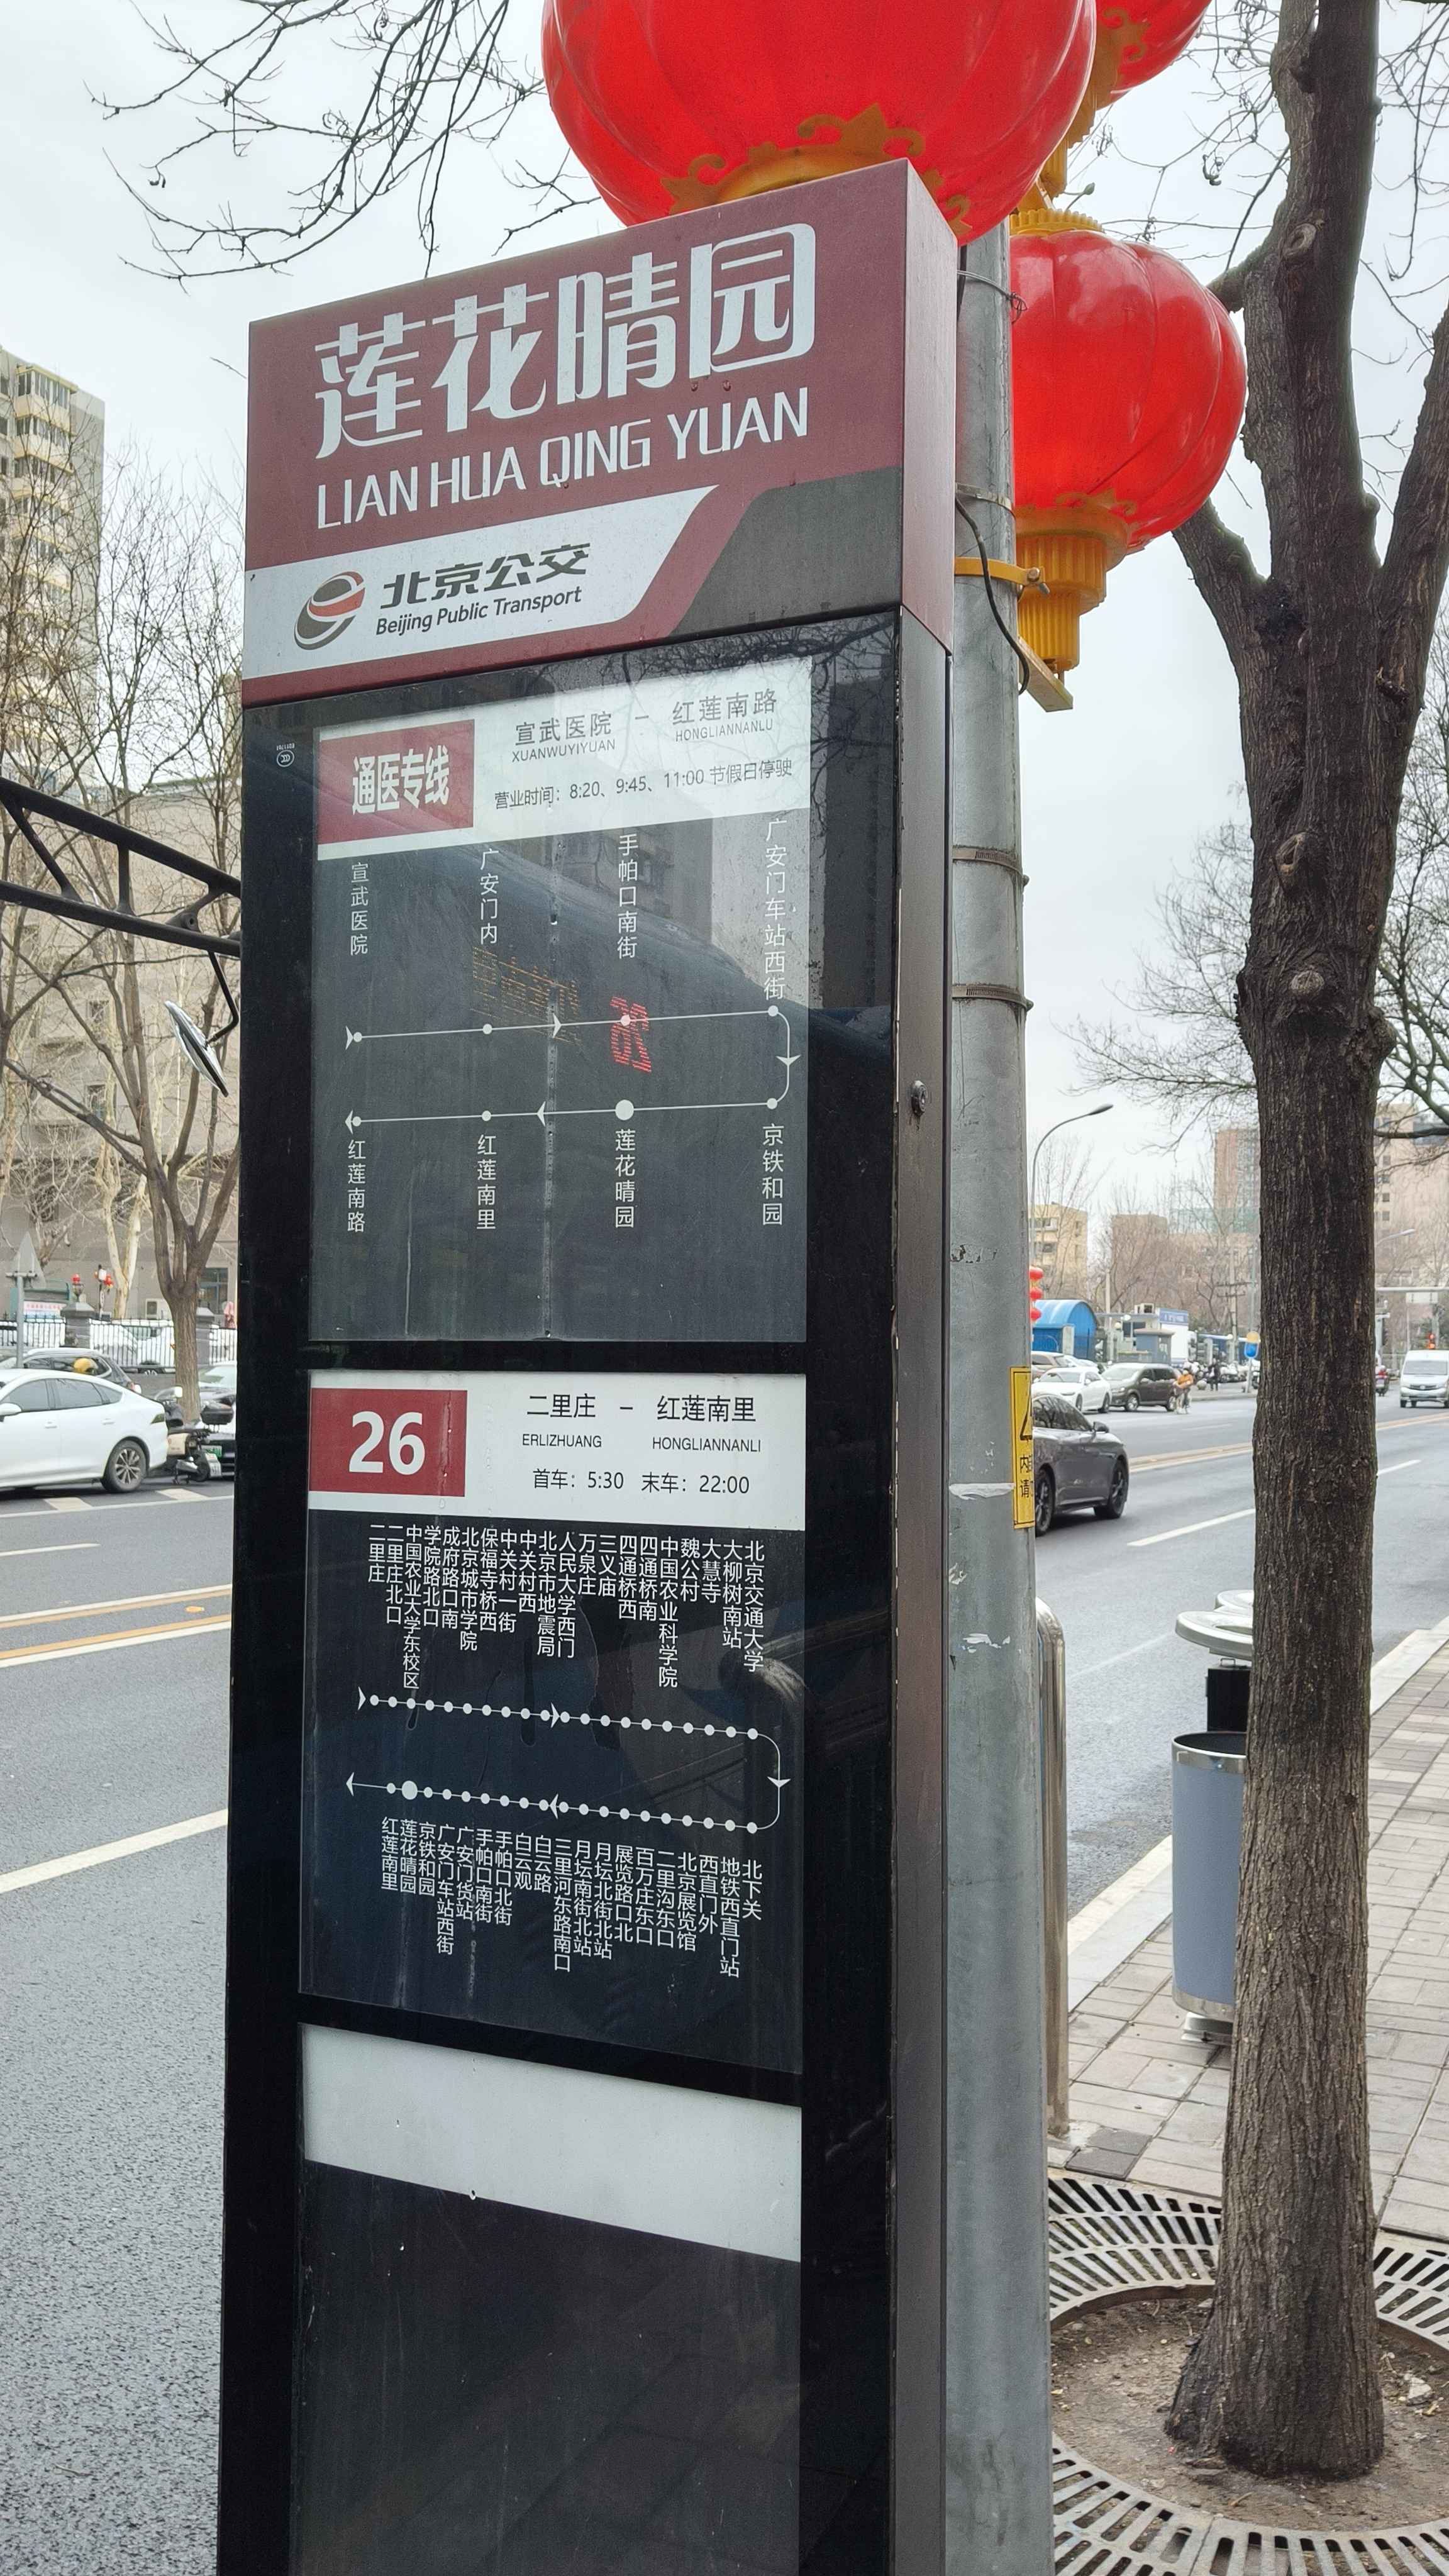 莲花晴园
LIAN HUA QING YUAN
北京公交
Beijing Public Transport
通医专线
宣武医院 – 红莲南路
XUANWUYIYUAN HONGLIANNANLU
营业时间：8:20、9:45、11:00 节假日停驶
宣武医院
广安门内
手帕口南街
广安门车站西街
26
京铁和园
莲花晴园
红莲南里
红莲南路
26
二里庄 – 红莲南里
ERLIZHUANG HONGLIANNANLI
首车：5:30 末车：22:00
二里庄
二里庄北口
中国农业大学东校区
学院路北口
成府路口南
北京城市学院
保福寺桥西
中关村一街
中关村西
北京市地震局
人民大学西门
万泉庄
三义庙
四通桥西
四通桥南
中国农业科学院
魏公村
大慧寺
大柳树南站
北京交通大学
北下关
地铁西直门站
西直门外
北京展览馆
二里沟东口
百万庄东口
展览路口北
月坛北街北站
月坛南街北站
三里河东路南口
白云路
白云观
手帕口北街
手帕口南街
广安门货站
广安门车站西街
京铁和园
莲花晴园
红莲南里